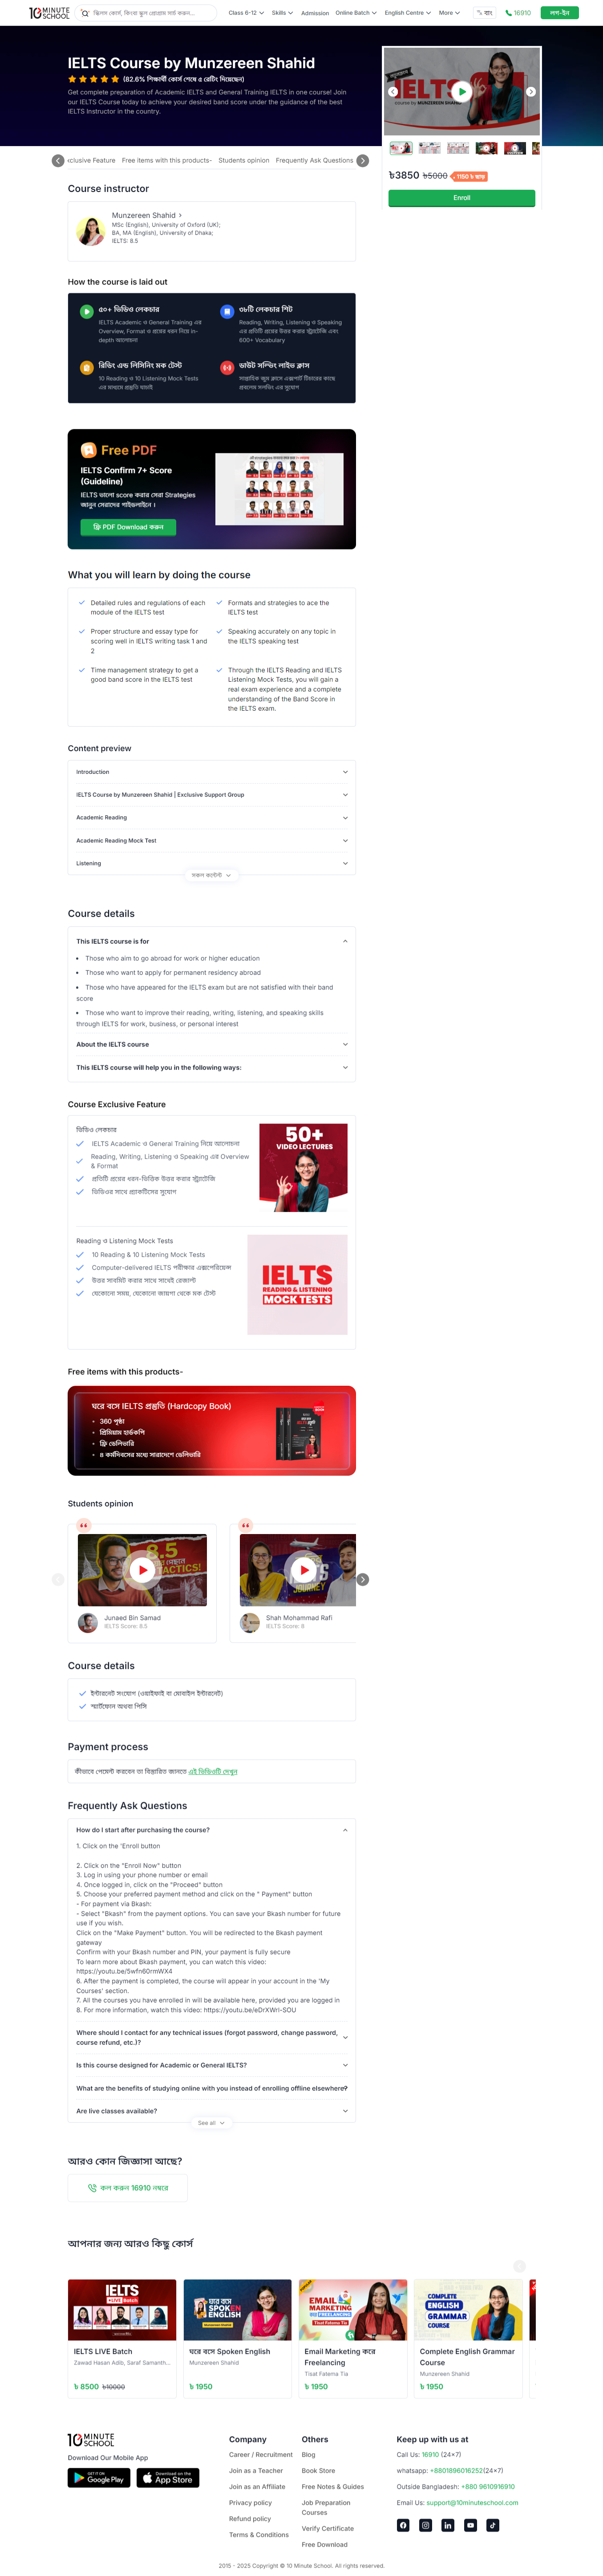 10 MINUTE SCHOOL
স্কিলস কোর্স, কিংবা স্কুল প্রোগ্রাম সার্চ করুন...
Class 6-12
Skills
Admission
Online Batch
English Centre
More
বাং
16910
লগ-ইন
IELTS Course by Munzereen Shahid
(82.6% শিক্ষার্থী কোর্স শেষে ৫ রেটিং দিয়েছেন)
Get complete preparation of Academic IELTS and General Training IELTS in one course! Join
our IELTS Course today to achieve your desired band score under the guidance of the best
IELTS Instructor in the country.
৳3850 ৳5000 1150 ৳ ছাড়
Enroll
xclusive Feature
Free items with this products-
Students opinion
Frequently Ask Questions
Course instructor
Munzereen Shahid
MSc (English), University of Oxford (UK);
BA, MA (English), University of Dhaka;
IELTS: 8.5
How the course is laid out
৫০+ ভিডিও লেকচার
IELTS Academic ও General Training এর
Overview, Format ও প্রশ্নের ধরন নিয়ে in-
depth আলোচনা
৩৮টি লেকচার শিট
Reading, Writing, Listening ও Speaking
এর প্রতিটি প্রশ্নের উত্তর করার স্ট্র্যাটেজি এবং
600+ Vocabulary
রিডিং এন্ড লিসিনিং মক টেস্ট
10 Reading ও 10 Listening Mock Tests
এর মাধ্যমে প্রস্তুতি যাচাই
ডাউট সল্ভিং লাইভ ক্লাস
সাপ্তাহিক জুম ক্লাসে এক্সপার্ট টিচারের কাছে
প্রবলেম সলভিং এর সুযোগ
Free PDF
IELTS Confirm 7+ Score
(Guideline)
IELTS ভালো score করার সেরা Strategies
জানুন সেরাদের গাইডলাইনে ।
ফ্রি PDF Download করুন
What you will learn by doing the course
Detailed rules and regulations of each
module of the IELTS test
Formats and strategies to ace the
IELTS test
Proper structure and essay type for
scoring well in IELTS writing task 1 and
2
Speaking accurately on any topic in
the IELTS speaking test
Time management strategy to get a
good band score in the IELTS test
Through the IELTS Reading and IELTS
Listening Mock Tests, you will gain a
real exam experience and a complete
understanding of the Band Score in
the IELTS exam.
Content preview
Introduction
IELTS Course by Munzereen Shahid | Exclusive Support Group
Academic Reading
Academic Reading Mock Test
Listening
সকল কন্টেন্ট
Course details
This IELTS course is for
• Those who aim to go abroad for work or higher education
• Those who want to apply for permanent residency abroad
• Those who have appeared for the IELTS exam but are not satisfied with their band
score
• Those who want to improve their reading, writing, listening, and speaking skills
through IELTS for work, business, or personal interest
About the IELTS course
This IELTS course will help you in the following ways:
Course Exclusive Feature
ভিডিও লেকচার
IELTS Academic ও General Training নিয়ে আলোচনা
Reading, Writing, Listening ও Speaking এর Overview
& Format
প্রতিটি প্রশ্নের ধরন-ভিত্তিক উত্তর করার স্ট্র্যাটেজি
ভিডিওর সাথে প্র্যাকটিসের সুযোগ
50+
VIDEO LECTURES
Reading ও Listening Mock Tests
10 Reading & 10 Listening Mock Tests
Computer-delivered IELTS পরীক্ষার এক্সপেরিয়েন্স
উত্তর সাবমিট করার সাথে সাথেই রেজাল্ট
যেকোনো সময়, যেকোনো জায়গা থেকে মক টেস্ট
IELTS
READING & LISTENING
MOCK TESTS
Free items with this products-
ঘরে বসে IELTS প্রস্তুতি (Hardcopy Book)
• 360 পৃষ্ঠা
• প্রিমিয়াম হার্ডকপি
• ফ্রি ডেলিভারি
• ৪ কর্মদিবসের মধ্যে সারাদেশে ডেলিভারি
Students opinion
8.5
Junaed Bin Samad
IELTS Score: 8.5
JOURNEY
Shah Mohammad Rafi
IELTS Score: 8
Course details
ইন্টারনেট সংযোগ (ওয়াইফাই বা মোবাইল ইন্টারনেট)
স্মার্টফোন অথবা পিসি
Payment process
কীভাবে পেমেন্ট করবেন তা বিস্তারিত জানতে এই ভিডিওটি দেখুন
Frequently Ask Questions
How do I start after purchasing the course?
1. Click on the 'Enroll button
2. Click on the "Enroll Now" button
3. Log in using your phone number or email
4. Once logged in, click on the "Proceed" button
5. Choose your preferred payment method and click on the " Payment" button
- For payment via Bkash:
- Select "Bkash" from the payment options. You can save your Bkash number for future
use if you wish.
Click on the "Make Payment" button. You will be redirected to the Bkash payment
gateway
Confirm with your Bkash number and PIN, your payment is fully secure
To learn more about Bkash payment, you can watch this video:
https://youtu.be/5wfn60rmWX4
6. After the payment is completed, the course will appear in your account in the 'My
Courses' section.
7. All the courses you have enrolled in will be available here, provided you are logged in
8. For more information, watch this video: https://youtu.be/eDrXWrl-SOU
Where should I contact for any technical issues (forgot password, change password,
course refund, etc.)?
Is this course designed for Academic or General IELTS?
What are the benefits of studying online with you instead of enrolling offline elsewhere?
Are live classes available?
See all
আরও কোন জিজ্ঞাসা আছে?
কল করুন 16910 নম্বরে
আপনার জন্য আরও কিছু কোর্স
IELTS
LIVE Batch
IELTS LIVE Batch
Zawad Hasan Adib, Saraf Samanth...
৳ 8500 ৳10000
ঘরে বসে
SPOKEN
ENGLISH
Munzereen Shahid
ঘরে বসে Spoken English
Munzereen Shahid
৳ 1950
EMAIL
MARKETING
করে
FREELANCING
Tisat Fatema Tia
Email Marketing করে
Freelancing
Tisat Fatema Tia
৳ 1950
COMPLETE
ENGLISH
GRAMMAR
COURSE
Complete English Grammar
Course
Munzereen Shahid
৳ 1950
10 MINUTE SCHOOL
Download Our Mobile App
GET IT ON
Google Play
Download on the
App Store
Company
Career / Recruitment
Join as a Teacher
Join as an Affiliate
Privacy policy
Refund policy
Terms & Conditions
Others
Blog
Book Store
Free Notes & Guides
Job Preparation
Courses
Verify Certificate
Free Download
Keep up with us at
Call Us: 16910 (24x7)
whatsapp: +8801896016252(24x7)
Outside Bangladesh: +880 9610916910
Email Us: support@10minuteschool.com
2015 - 2025 Copyright © 10 Minute School. All rights reserved.